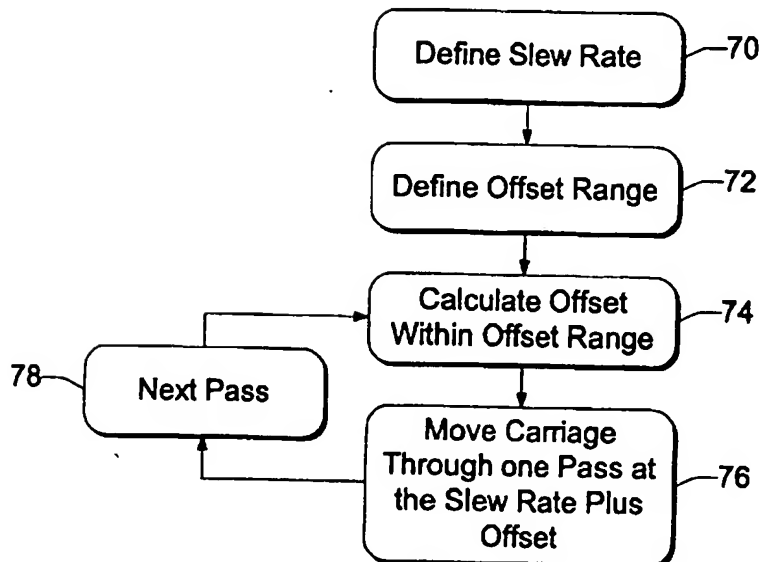 Define Slew Rate
70
Define Offset Range
72
Calculate Offset
Within Offset Range
74
78
Next Pass
Move Carriage
Through one Pass at
the Slew Rate Plus
Offset
76